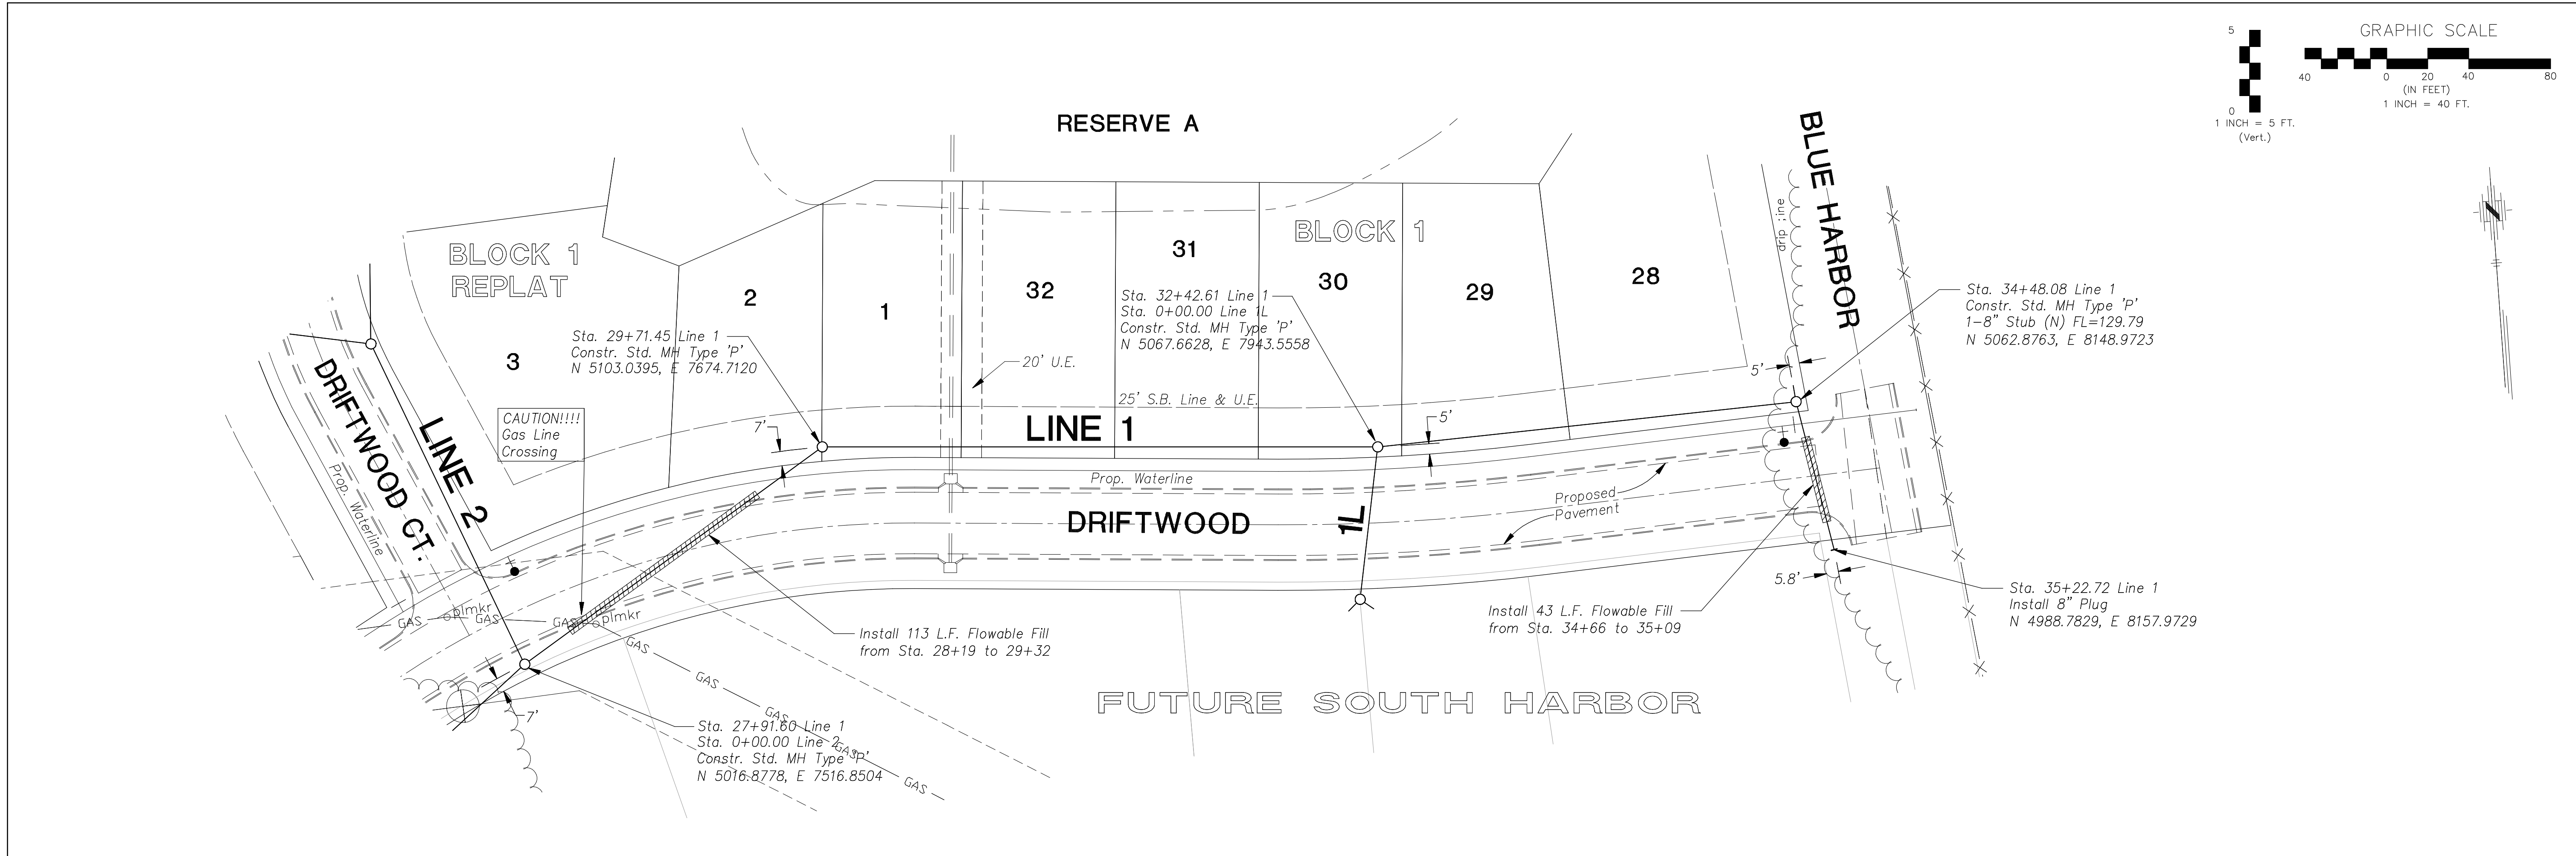 GRAPHIC SCALE
5
0
1 INCH = 5 FT.
(Vert.)
40 0 20 40 80
(IN FEET)
1 INCH = 40 FT.
RESERVE A
BLUE HARBOR
drip line
BLOCK 1
REPLAT
BLOCK 1
3
2
1
32
31
30
29
28
Sta. 29+71.45 Line 1
Constr. Std. MH Type 'P'
N 5103.0395, E 7674.7120
Sta. 32+42.61 Line 1
Sta. 0+00.00 Line 1L
Constr. Std. MH Type 'P'
N 5067.6628, E 7943.5558
Sta. 34+48.08 Line 1
Constr. Std. MH Type 'P'
1-8" Stub (N) FL=129.79
N 5062.8763, E 8148.9723
20' U.E.
25' S.B. Line & U.E.
5'
7'
5'
LINE 1
CAUTION!!!!
Gas Line
Crossing
DRIFTWOOD CT.
LINE 2
Prop. Waterline
Prop. Waterline
DRIFTWOOD
1L
Proposed
Pavement
plmkr
plmkr
GAS
GAS
GAS
GAS
GAS
GAS
GAS
GAS
Install 113 L.F. Flowable Fill
from Sta. 28+19 to 29+32
Install 43 L.F. Flowable Fill
from Sta. 34+66 to 35+09
5.8'
Sta. 35+22.72 Line 1
Install 8" Plug
N 4988.7829, E 8157.9729
7'
Sta. 27+91.60 Line 1
Sta. 0+00.00 Line 2
Constr. Std. MH Type 'P'
N 5016.8778, E 7516.8504
FUTURE SOUTH HARBOR